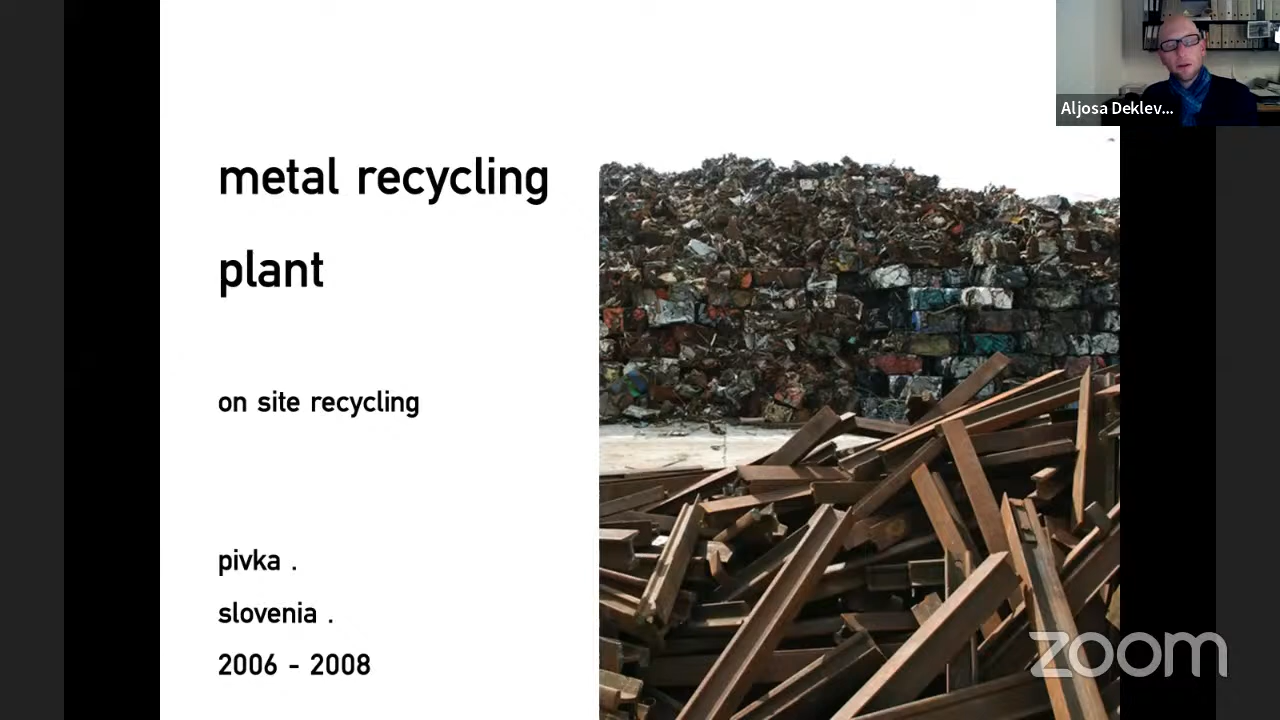 Aljosa Deklev...
metal recycling
plant
on site recycling
pivka .
slovenia .
2006 - 2008
zoom